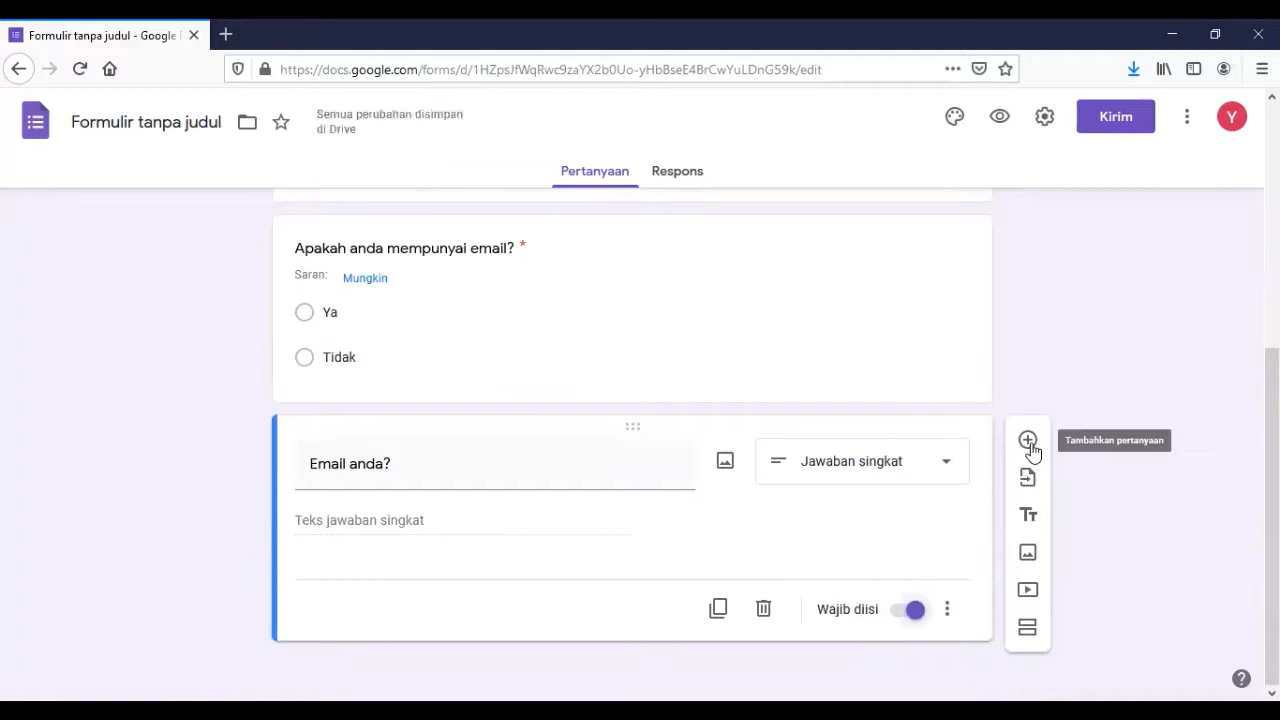 Formulir tanpa judul - Google
https://docs.google.com/forms/d/1HZpsJfWqRwc9zaYX2b0Uo-yHbBseE4BrCwYuLDnG59k/edit
Formulir tanpa judul
Semua perubahan disimpan
di Drive
Kirim
Y
Pertanyaan
Respons
Apakah anda mempunyai email? *
Saran: Mungkin
Ya
Tidak
Email anda?
Jawaban singkat
Tambahkan pertanyaan
Teks jawaban singkat
Wajib diisi